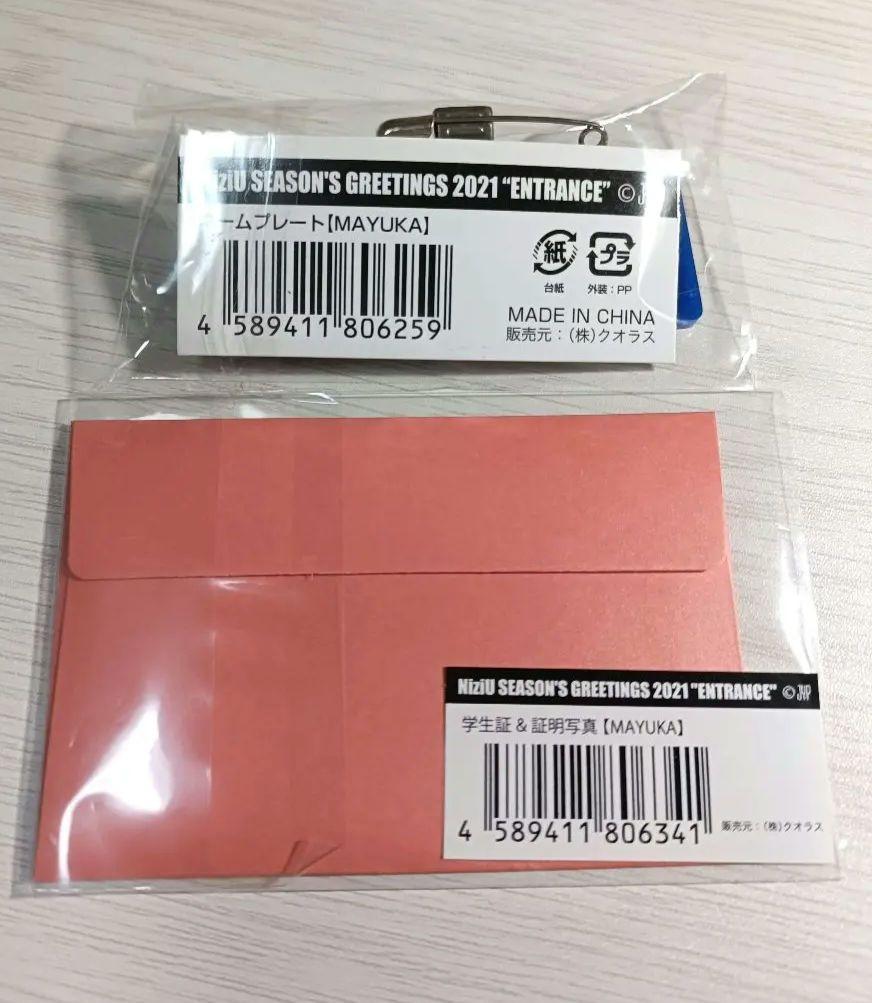 NiziU SEASON'S GREETINGS 2021 “ENTRANCE” ©
ームプレート【MAYUKA】
紙 プラ
台紙 外装：PP
4 589411 806259
MADE IN CHINA
販売元：（株）クオラス
NiziU SEASON'S GREETINGS 2021 "ENTRANCE" © JYP
学生証 & 証明写真【MAYUKA】
4 589411 806341
販売元：（株）クオラス